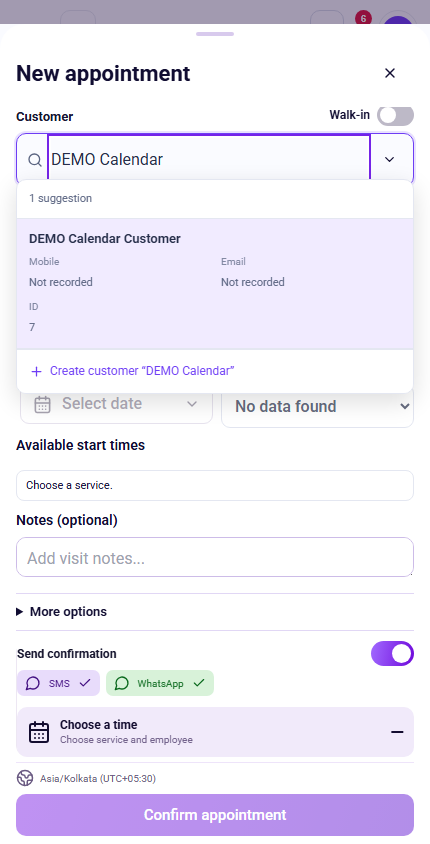 6
New appointment
Customer
Walk-in
DEMO Calendar
1 suggestion
DEMO Calendar Customer
Mobile
Email
Not recorded
Not recorded
ID
7
Create customer “DEMO Calendar”
Select date
No data found
Available start times
Choose a service.
Notes (optional)
Add visit notes...
More options
Send confirmation
SMS
WhatsApp
Choose a time
Choose service and employee
Asia/Kolkata (UTC+05:30)
Confirm appointment